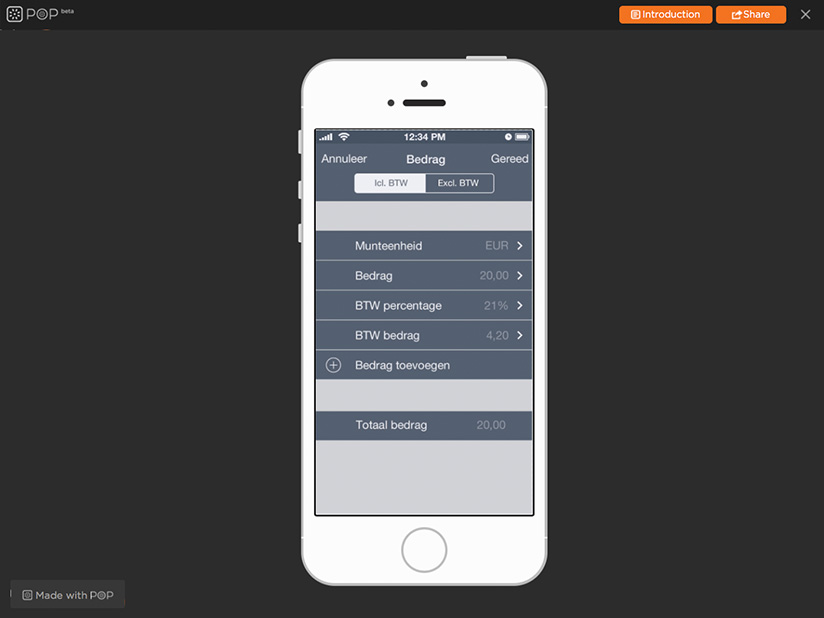 POP beta
Introduction
Share
12:34 PM
Annuleer Bedrag Gereed
Icl. BTW Excl. BTW
Munteenheid EUR
Bedrag 20,00
BTW percentage 21%
BTW bedrag 4,20
Bedrag toevoegen
Totaal bedrag 20,00
Made with POP